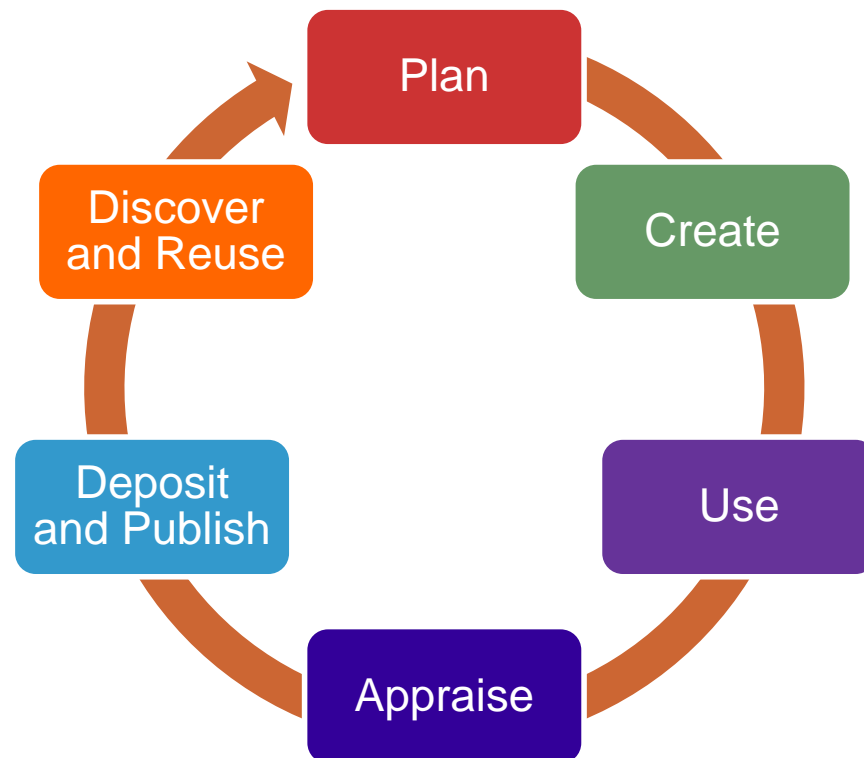 Plan
Create
Use
Appraise
Deposit
and Publish
Discover
and Reuse